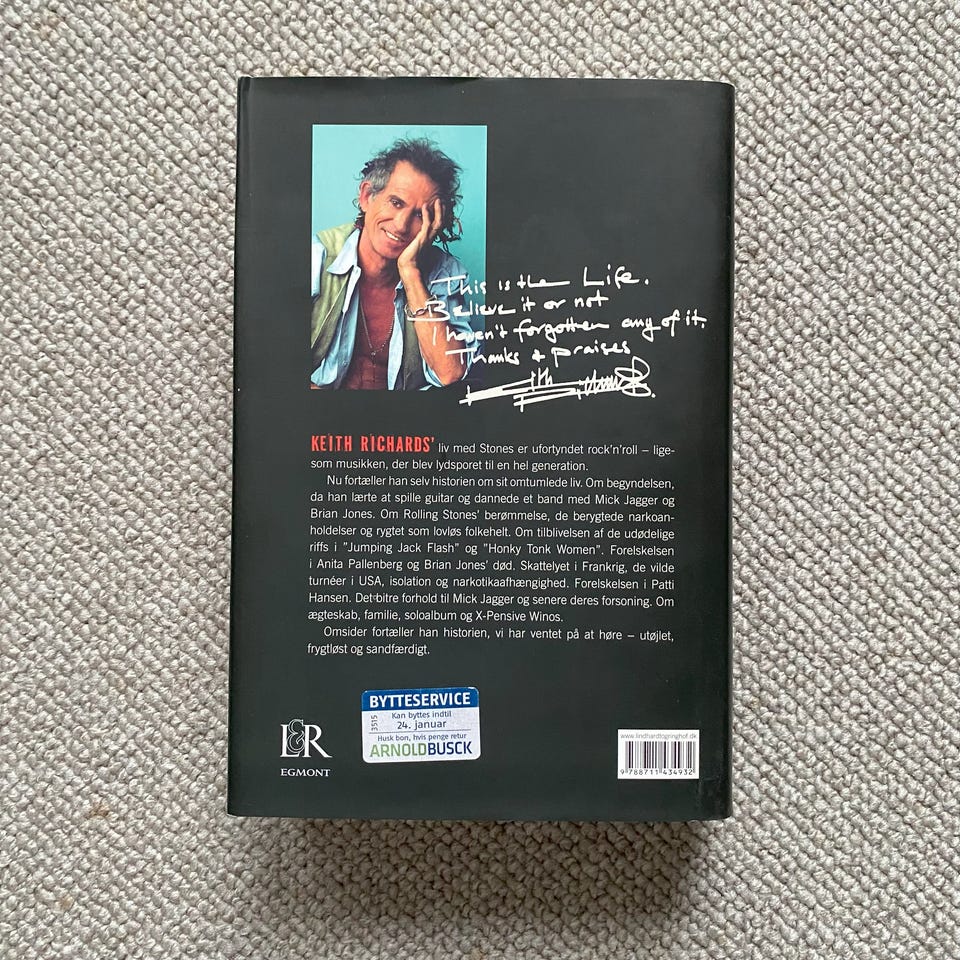 This is the Life.
Believe it or not
I haven't forgotten any of it.
Thanks & praises
KEITH RICHARDS' liv med Stones er ufortyndet rock'n'roll – lige-
som musikken, der blev lydsporet til en hel generation.
Nu fortæller han selv historien om sit omtumlede liv. Om begyndelsen,
da han lærte at spille guitar og dannede et band med Mick Jagger og
Brian Jones. Om Rolling Stones' berømmelse, de berygtede narkoan-
holdelser og rygtet som lovløs folkehelt. Om tilblivelsen af de udødelige
riffs i "Jumping Jack Flash" og "Honky Tonk Women". Forelskelsen
i Anita Pallenberg og Brian Jones' død. Skattelyet i Frankrig, de vilde
turnéer i USA, isolation og narkotikaafhængighed. Forelskelsen i Patti
Hansen. Det bitre forhold til Mick Jagger og senere deres forsoning. Om
ægteskab, familie, soloalbum og X-Pensive Winos.
Omsider fortæller han historien, vi har ventet på at høre – utøjlet,
frygtløst og sandfærdigt.
BYTTESERVICE
Kan byttes indtil
24. januar
3515
Husk bon, hvis penge retur
ARNOLDBUSCK
L&R
EGMONT
www.lindhardtogringhof.dk
9 788711 434932